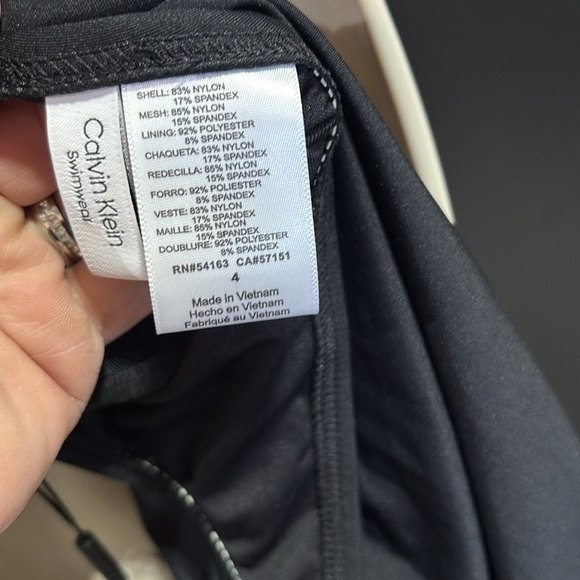 Calvin Klein
Swimwear
SHELL: 83% NYLON
17% SPANDEX
MESH: 85% NYLON
15% SPANDEX
LINING: 92% POLYESTER
8% SPANDEX
CHAQUETA: 83% NYLON
17% SPANDEX
REDECILLA: 85% NYLON
15% SPANDEX
FORRO: 92% POLIESTER
8% SPANDEX
VESTE: 83% NYLON
17% SPANDEX
MAILLE: 85% NYLON
15% SPANDEX
DOUBLURE: 92% POLYESTER
8% SPANDEX
RN#54163 CA#57151
4
Made in Vietnam
Hecho en Vietnam
Fabriqué au Vietnam